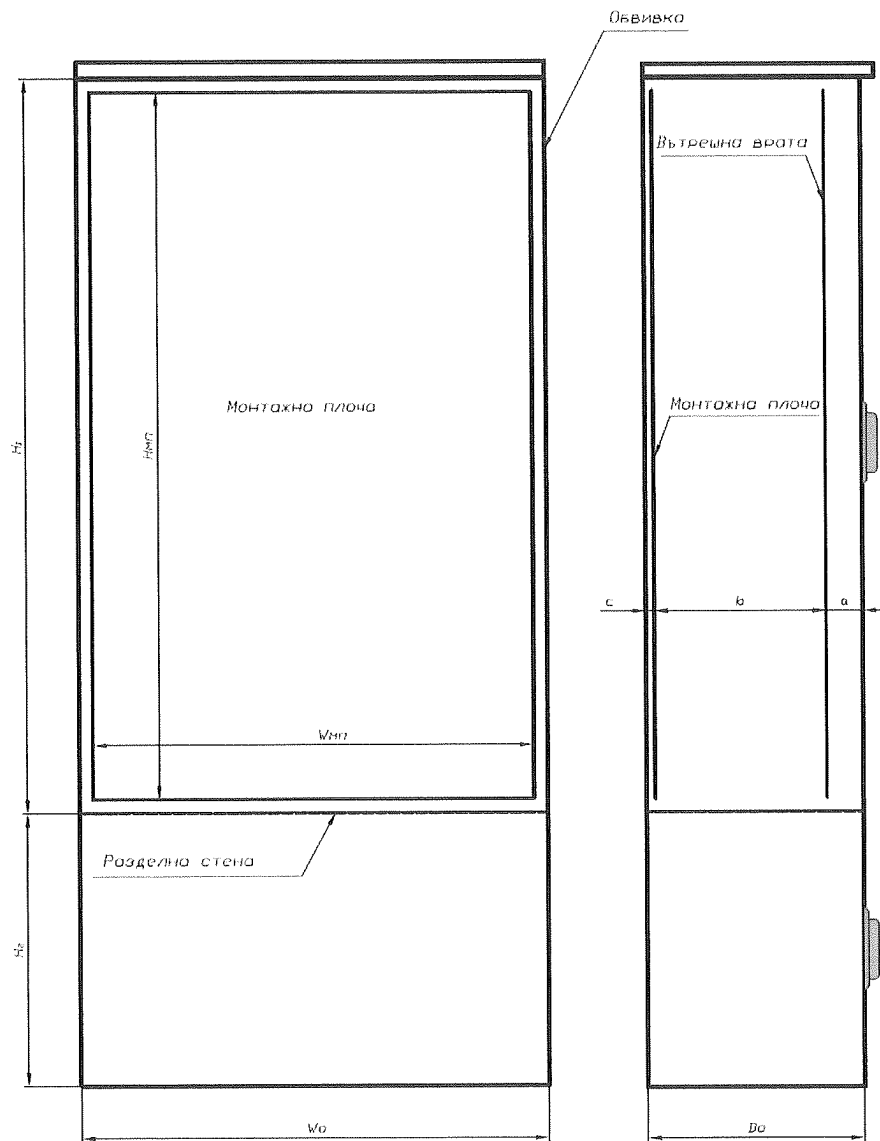 Обвивка
Вътрешна врата
Монтажна плоча
Монтажна плоча
H₁
Hмп
c
b
a
Wмп
Разделна стена
H₂
Wo
Do